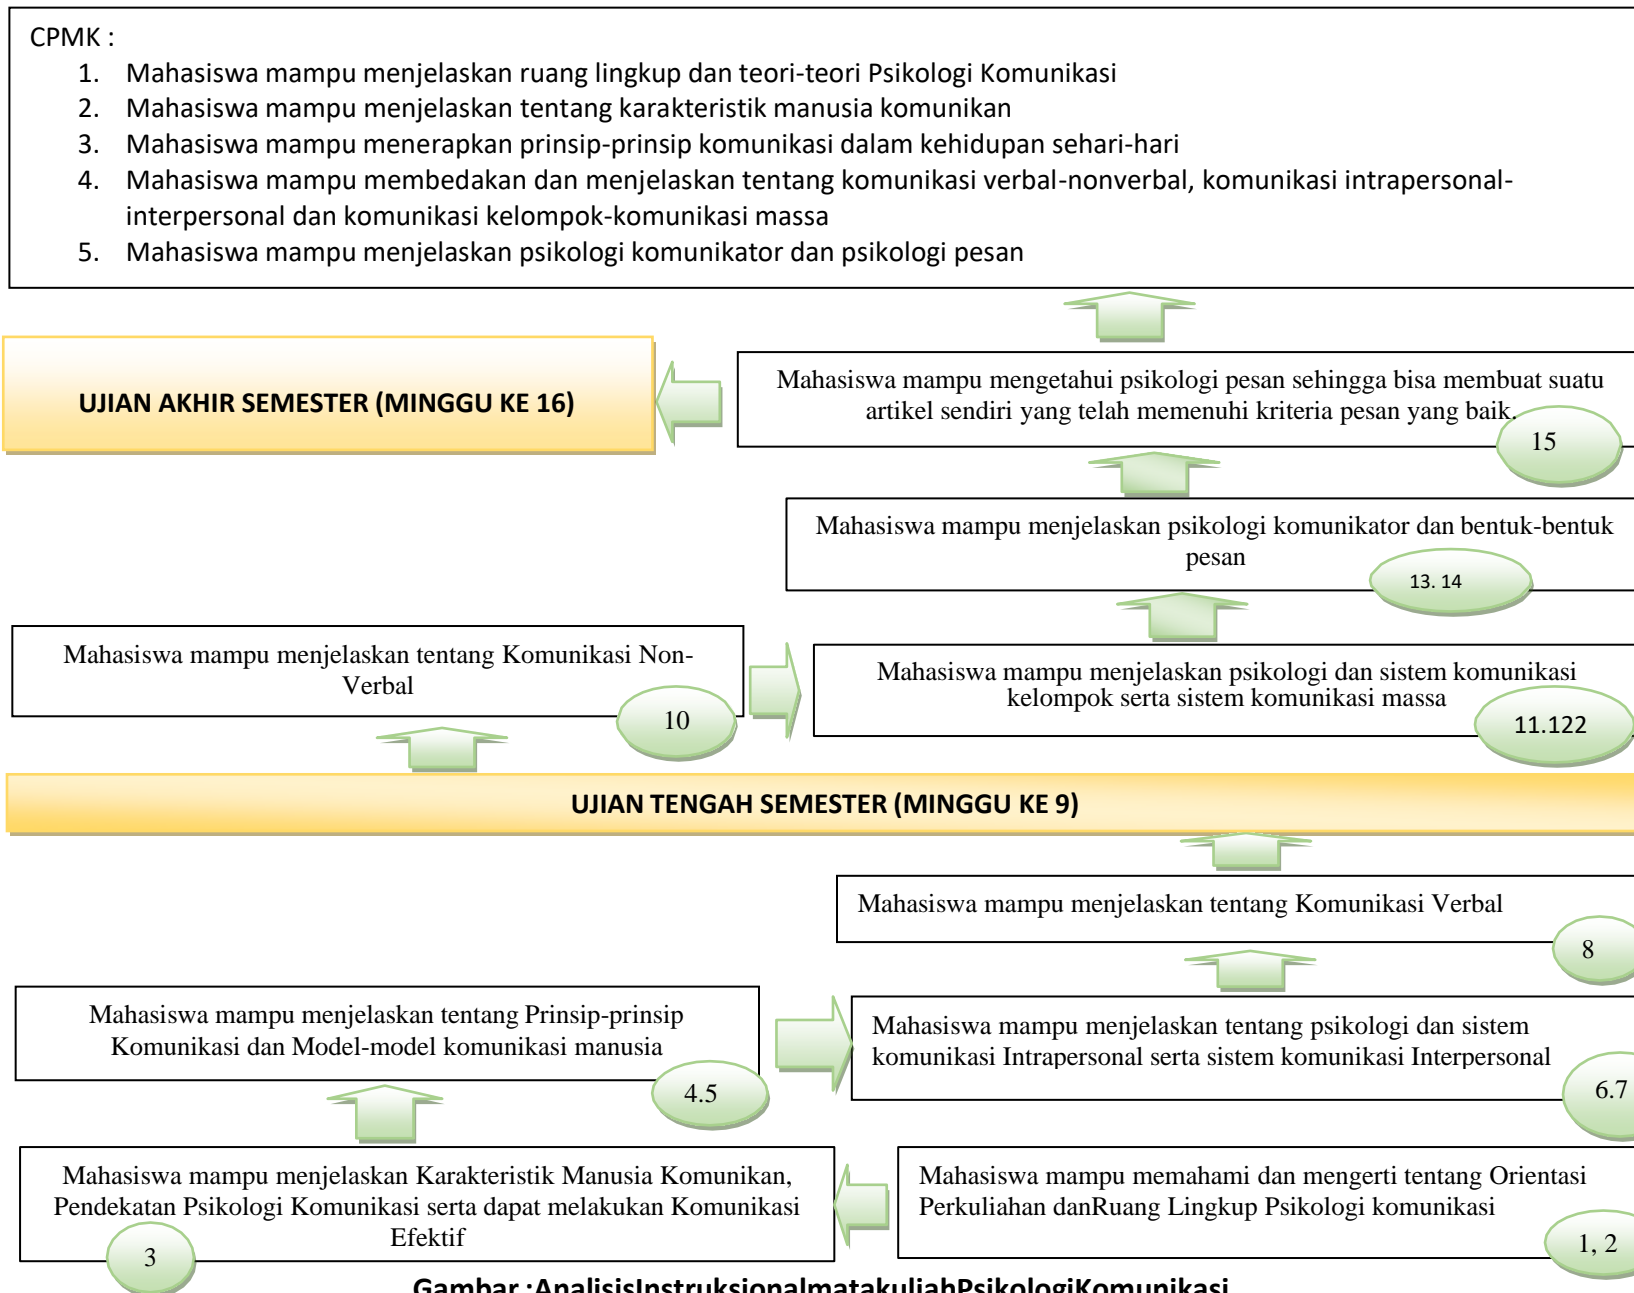 CPMK :
1. Mahasiswa mampu menjelaskan ruang lingkup dan teori-teori Psikologi Komunikasi
2. Mahasiswa mampu menjelaskan tentang karakteristik manusia komunikan
3. Mahasiswa mampu menerapkan prinsip-prinsip komunikasi dalam kehidupan sehari-hari
4. Mahasiswa mampu membedakan dan menjelaskan tentang komunikasi verbal-nonverbal, komunikasi intrapersonal-
interpersonal dan komunikasi kelompok-komunikasi massa
5. Mahasiswa mampu menjelaskan psikologi komunikator dan psikologi pesan
UJIAN AKHIR SEMESTER (MINGGU KE 16)
Mahasiswa mampu mengetahui psikologi pesan sehingga bisa membuat suatu
artikel sendiri yang telah memenuhi kriteria pesan yang baik.
15
Mahasiswa mampu menjelaskan psikologi komunikator dan bentuk-bentuk
pesan
13. 14
Mahasiswa mampu menjelaskan tentang Komunikasi Non-
Verbal
10
Mahasiswa mampu menjelaskan psikologi dan sistem komunikasi
kelompok serta sistem komunikasi massa
11.122
UJIAN TENGAH SEMESTER (MINGGU KE 9)
Mahasiswa mampu menjelaskan tentang Komunikasi Verbal
8
Mahasiswa mampu menjelaskan tentang Prinsip-prinsip
Komunikasi dan Model-model komunikasi manusia
4.5
Mahasiswa mampu menjelaskan tentang psikologi dan sistem
komunikasi Intrapersonal serta sistem komunikasi Interpersonal
6.7
Mahasiswa mampu menjelaskan Karakteristik Manusia Komunikan,
Pendekatan Psikologi Komunikasi serta dapat melakukan Komunikasi
Efektif
3
Mahasiswa mampu memahami dan mengerti tentang Orientasi
Perkuliahan danRuang Lingkup Psikologi komunikasi
1, 2
Gambar :AnalisisInstruksionalmatakuliahPsikologiKomunikasi